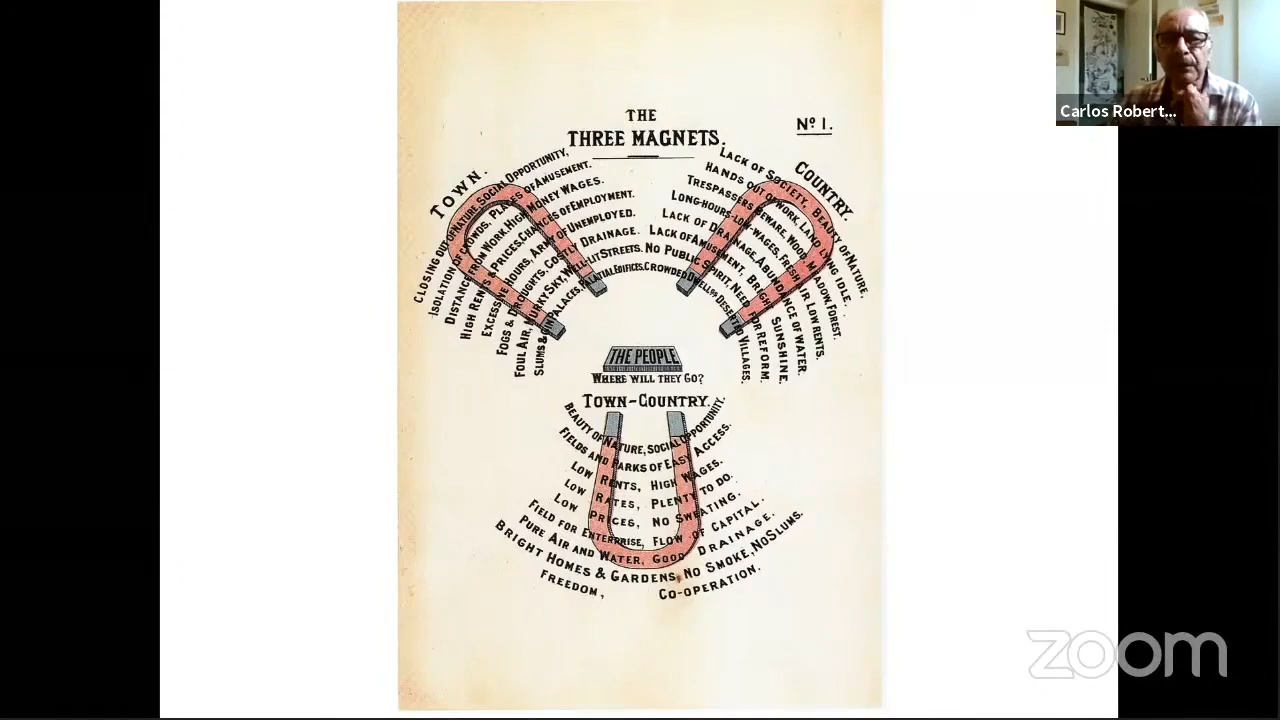 THE
THREE MAGNETS.
Nº 1.
TOWN.
CLOSING OUT OF NATURE. SOCIAL OPPORTUNITY,
ISOLATION OF CROWDS, PLACES OF AMUSEMENT.
DISTANCE FROM WORK. HIGH MONEY WAGES.
HIGH RENTS & PRICES. CHANCES OF EMPLOYMENT.
EXCESSIVE HOURS, ARMY OF UNEMPLOYED.
FOGS & DROUGHTS. COSTLY DRAINAGE.
FOUL AIR, MURKY SKY. WELL-LIT STREETS.
SLUMS & GIN PALACES. PALATIAL EDIFICES.
COUNTRY.
LACK OF SOCIETY, BEAUTY OF NATURE,
HANDS OUT OF WORK, LAND LYING IDLE.
TRESPASSERS BEWARE, WOOD, MEADOW, FOREST.
LONG-HOURS-LOW WAGES, FRESH AIR LOW RENTS.
LACK OF DRAINAGE, ABUNDANCE OF WATER.
LACK OF AMUSEMENT, BRIGHT SUNSHINE,
NO PUBLIC SPIRIT. NEED FOR REFORM.
CROWDED DWELLGS DESERTED VILLAGES.
THE PEOPLE
WHERE WILL THEY GO?
TOWN-COUNTRY.
BEAUTY OF NATURE, SOCIAL OPPORTUNITY.
FIELDS AND PARKS OF EASY ACCESS.
LOW RENTS, HIGH WAGES.
LOW RATES, PLENTY TO DO.
LOW PRICES, NO SWEATING.
FIELD FOR ENTERPRISE, FLOW OF CAPITAL.
PURE AIR AND WATER, GOOD DRAINAGE.
BRIGHT HOMES & GARDENS, NO SMOKE, NO SLUMS.
FREEDOM, CO-OPERATION.
Carlos Robert...
zoom